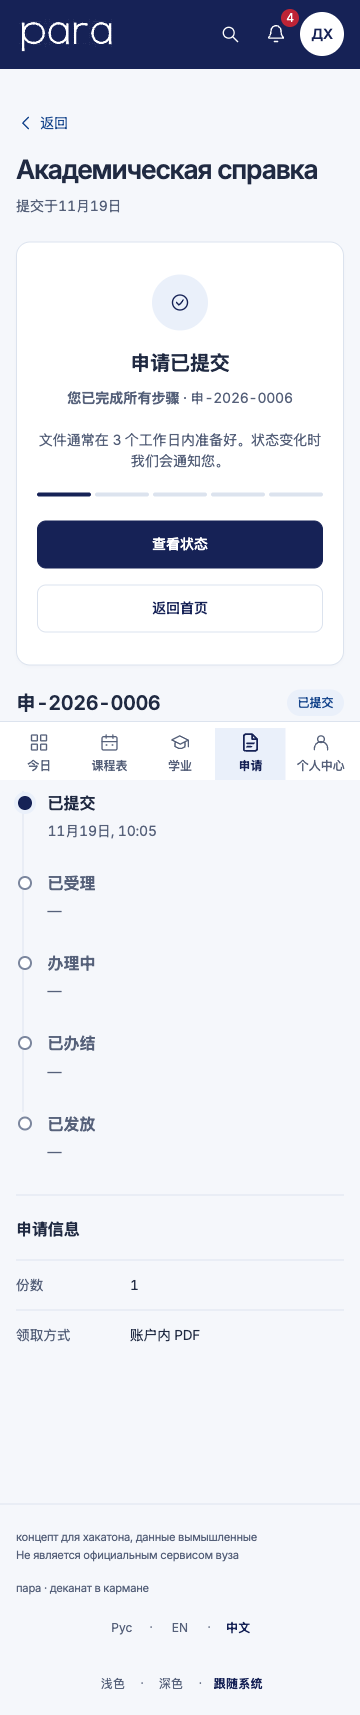 para
4
ДХ
返回
Академическая справка
提交于11月19日
申请已提交
您已完成所有步骤 · 申-2026-0006
文件通常在 3 个工作日内准备好。状态变化时
我们会通知您。
查看状态
返回首页
申-2026-0006
已提交
今日
课程表
学业
申请
个人中心
已提交
11月19日, 10:05
已受理
—
办理中
—
已办结
—
已发放
—
申请信息
份数 1
领取方式 账户内 PDF
концепт для хакатона, данные вымышленные
Не является официальным сервисом вуза
пара · деканат в кармане
Рус · EN · 中文
浅色 · 深色 · 跟随系统